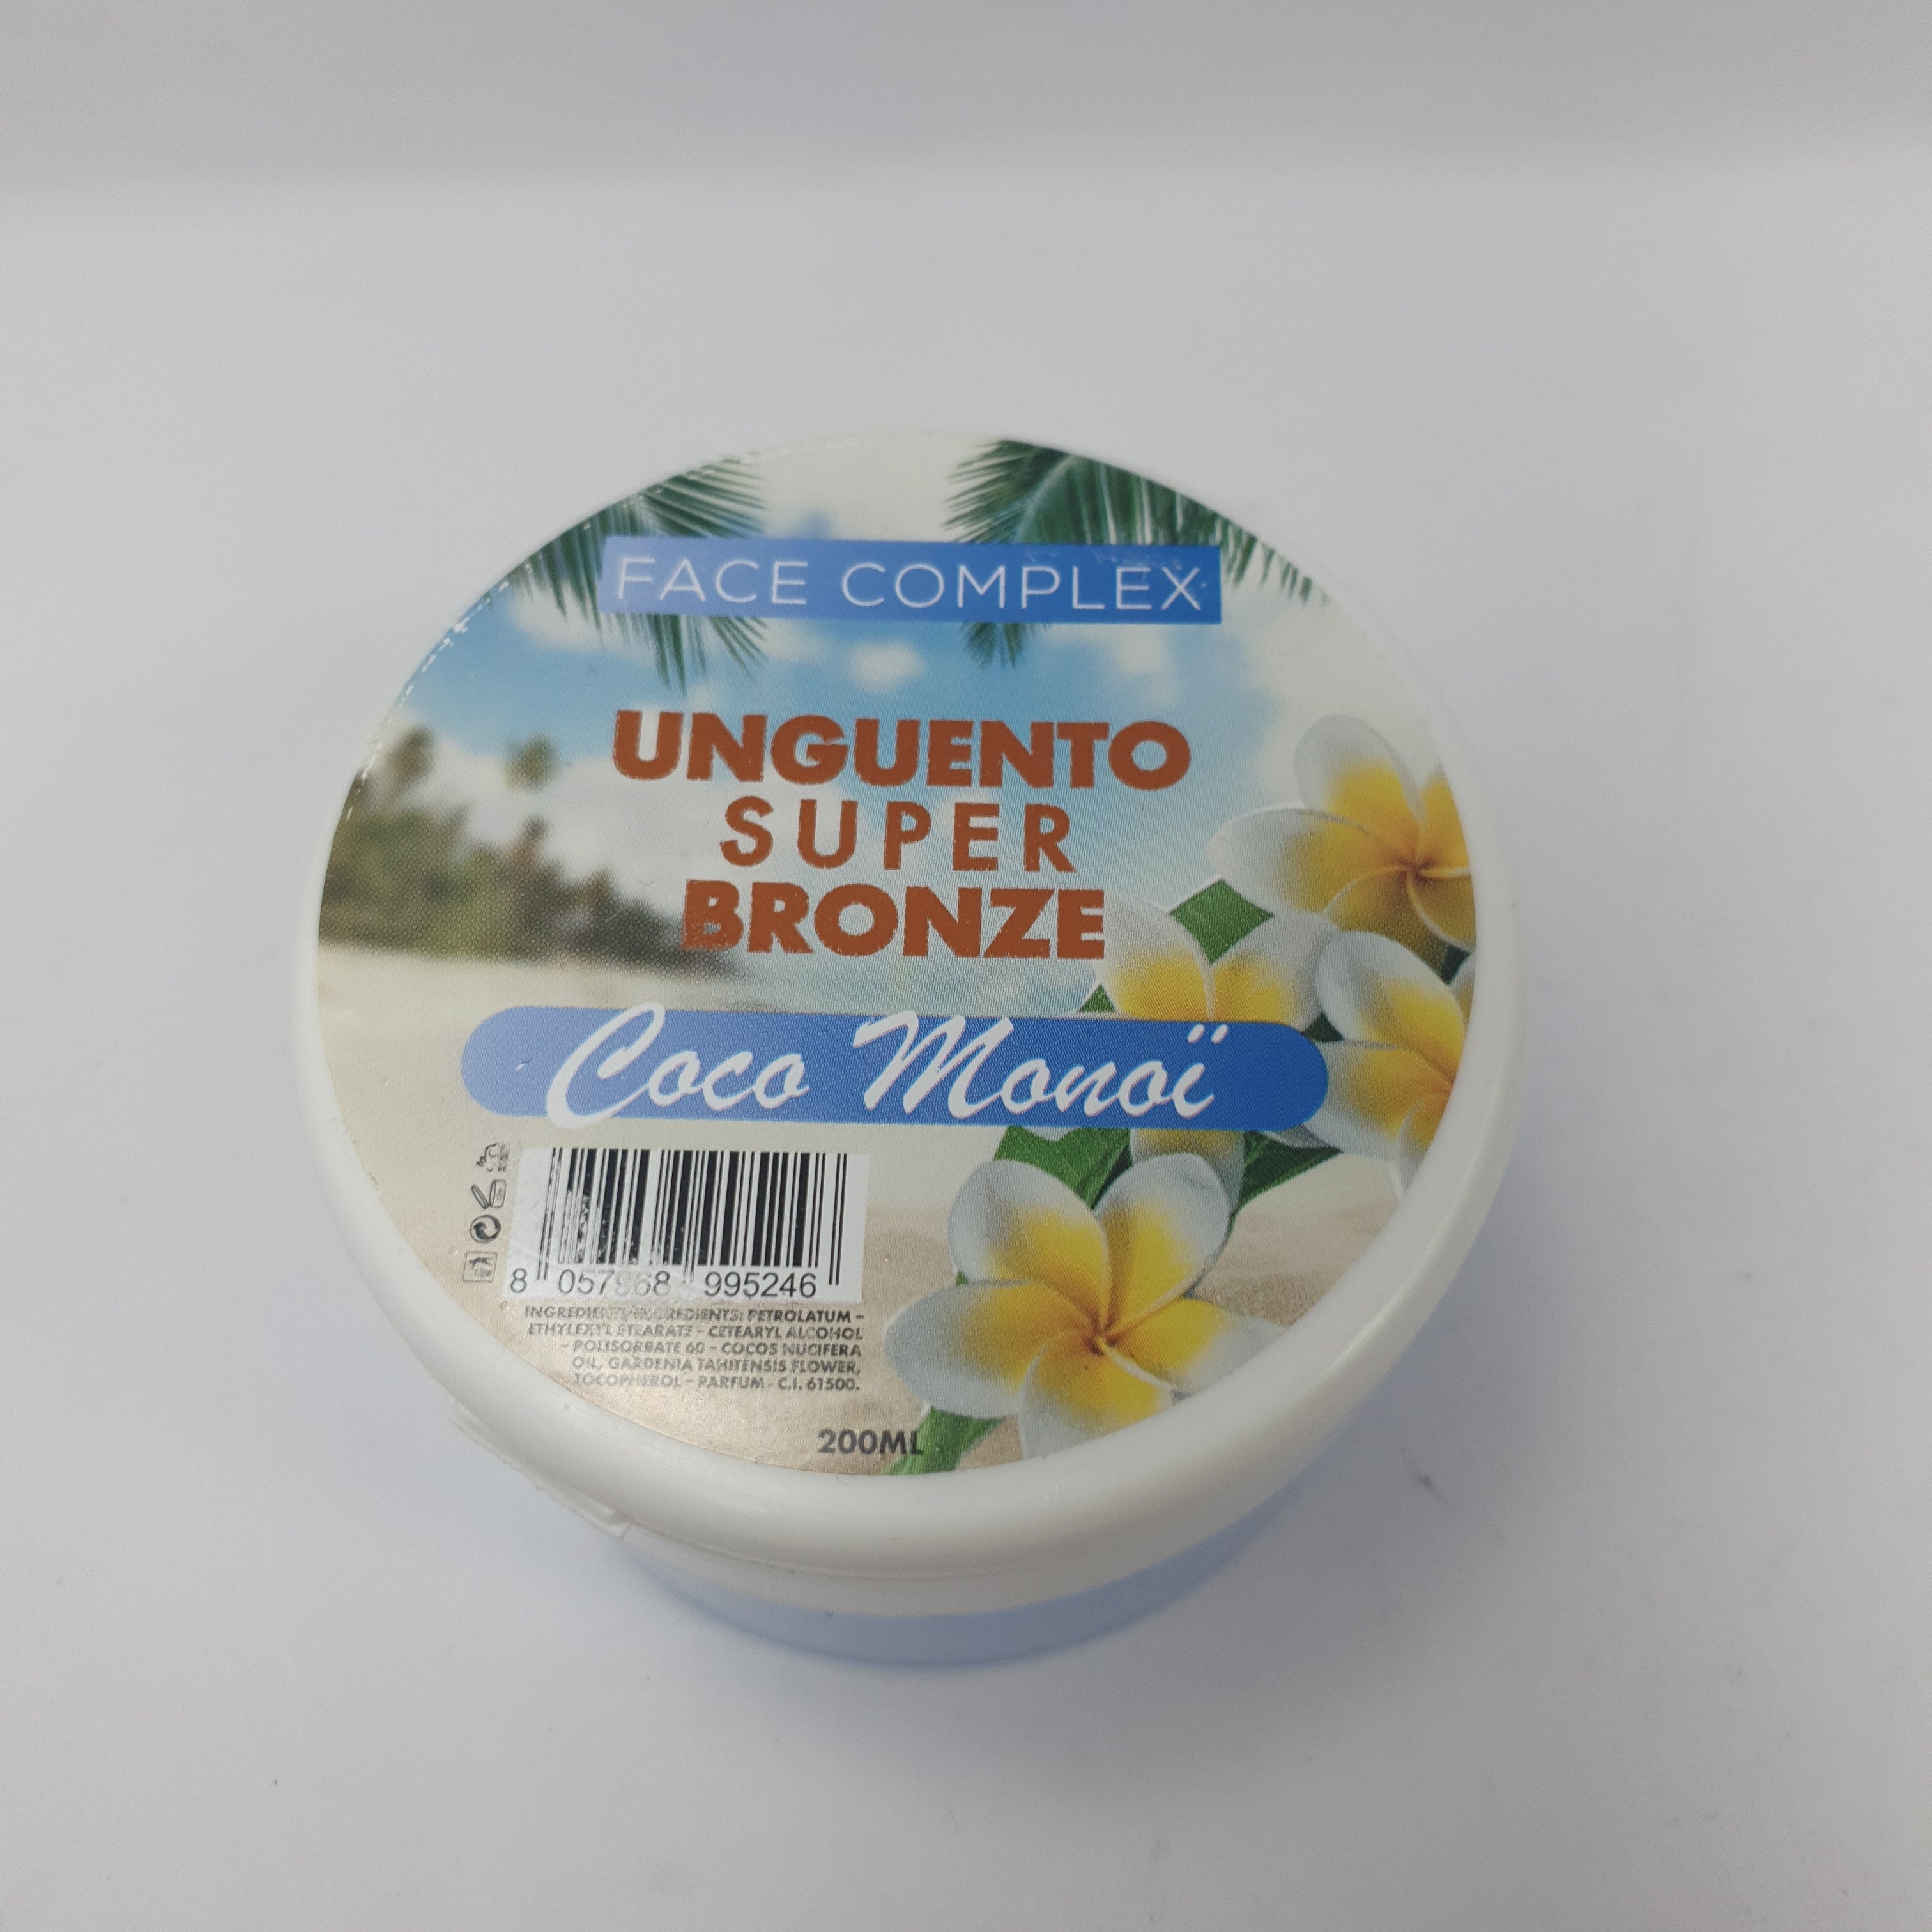 FACE COMPLEX
UNGUENTO
SUPER
BRONZE
Coco Monoï
8 057968 995246
INGREDIENTI/INGREDIENTS: PETROLATUM -
ETHYLEXYL STEARATE - CETEARYL ALCOHOL
- POLISORBATE 60 - COCOS NUCIFERA
OIL, GARDENIA TAHITENSIS FLOWER,
TOCOPHEROL - PARFUM - C.I. 61500.
200ML